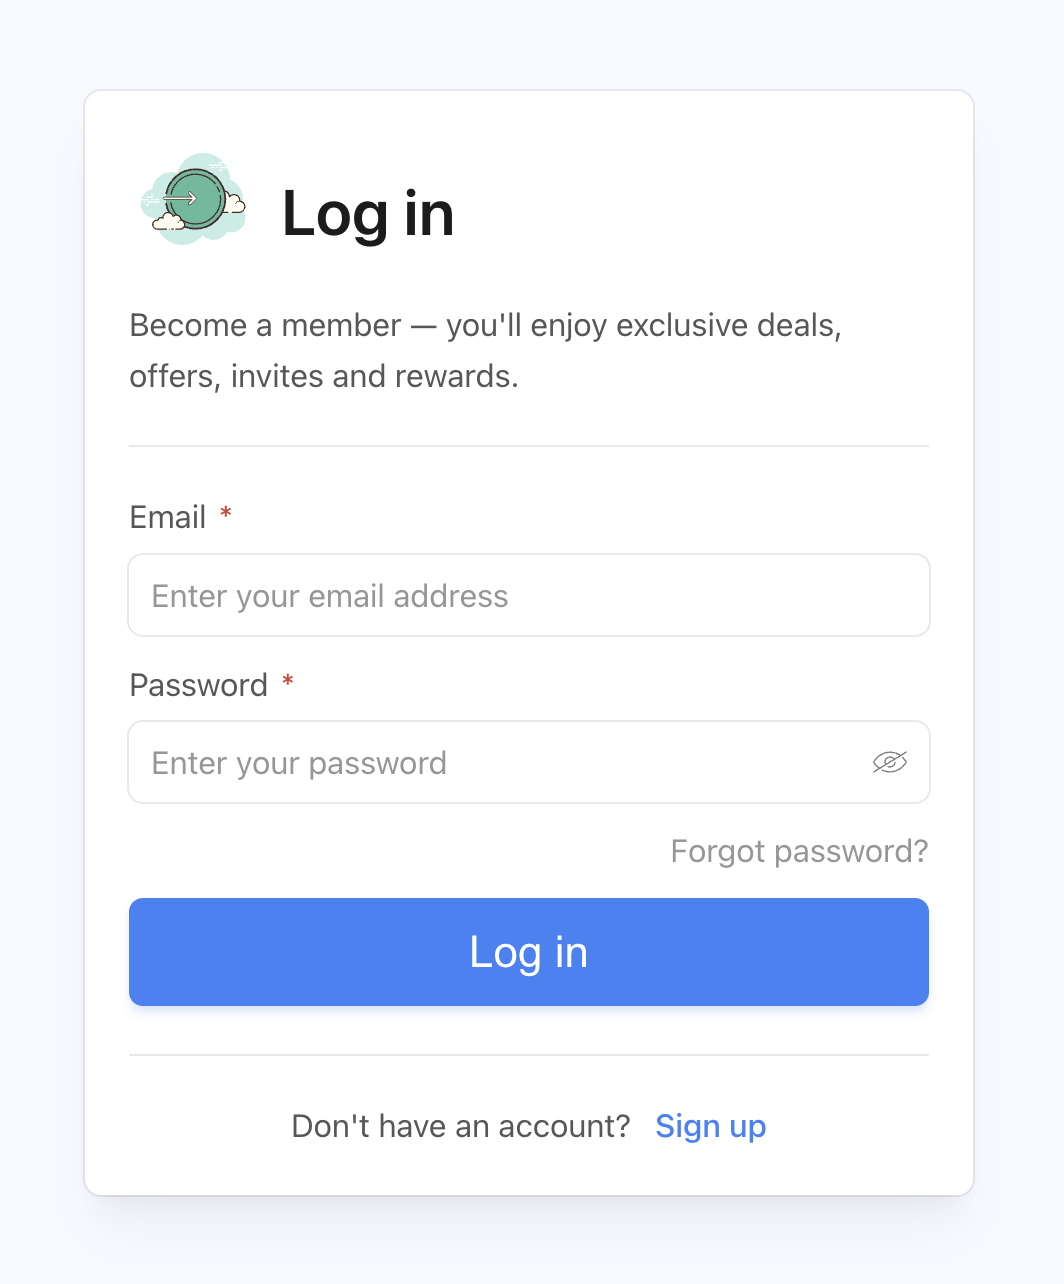 Log in
Become a member — you'll enjoy exclusive deals,
offers, invites and rewards.
Email *
Enter your email address
Password *
Enter your password
Forgot password?
Log in
Don't have an account? Sign up